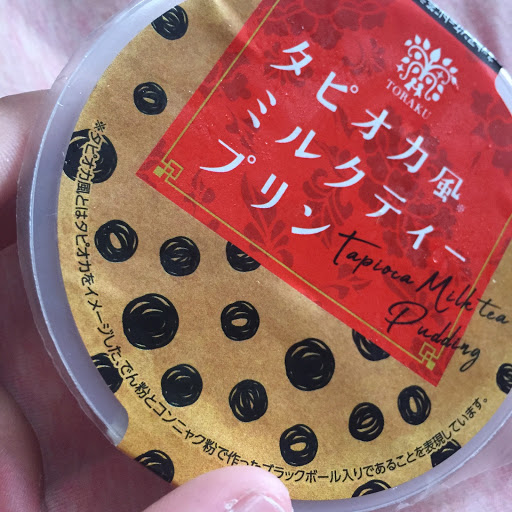 TORAKU
タピオカ風※
ミルクティー
プリン
Tapioca Milk tea
Pudding
※タピオカ風とはタピオカをイメージした、でん粉とコンニャク粉で作ったブラックボール入りであることを表現しています。